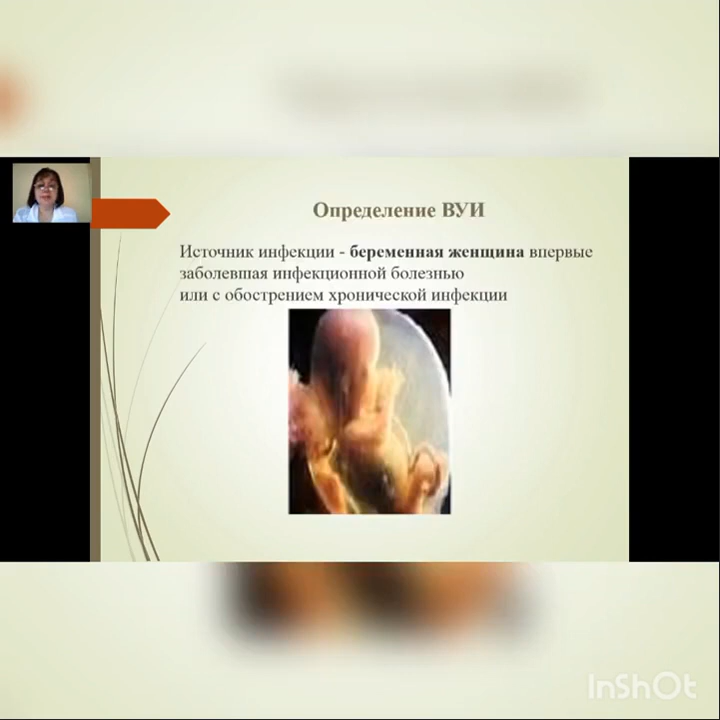 Определение ВУИ
Источник инфекции - беременная женщина впервые
заболевшая инфекционной болезнью
или с обострением хронической инфекции
InShOt